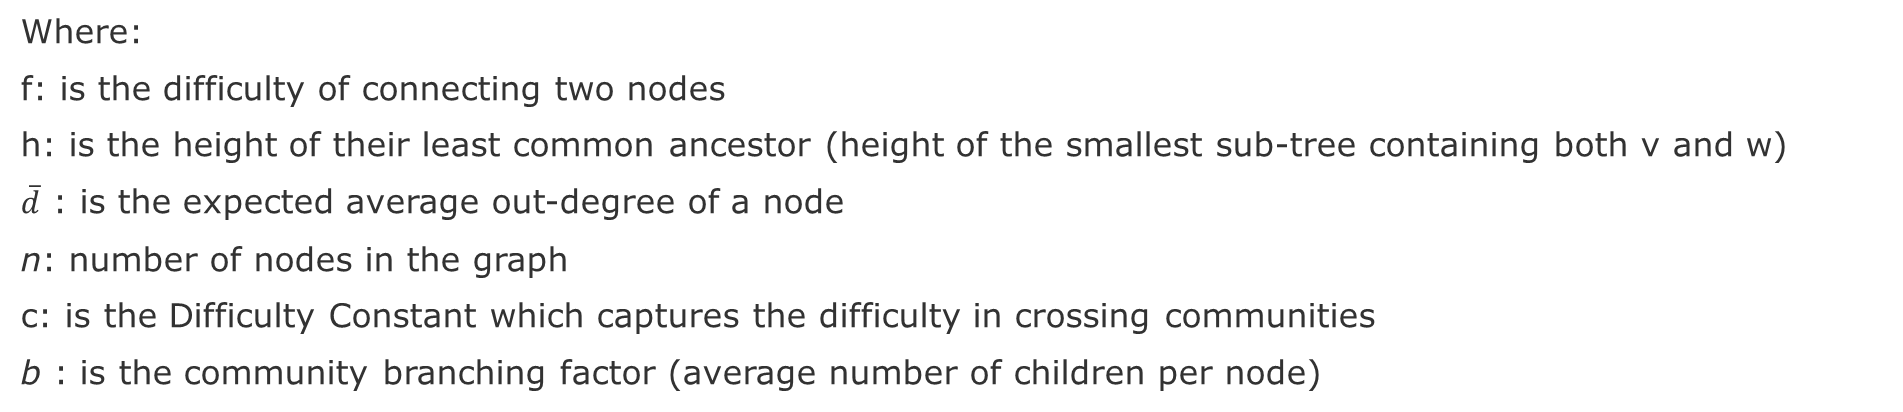 Where:
f: is the difficulty of connecting two nodes
h: is the height of their least common ancestor (height of the smallest sub-tree containing both v and w)
d̄ : is the expected average out-degree of a node
n: number of nodes in the graph
c: is the Difficulty Constant which captures the difficulty in crossing communities
b : is the community branching factor (average number of children per node)